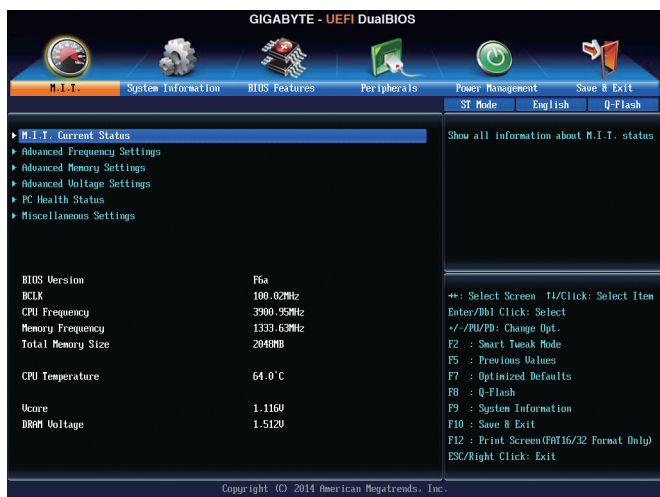 GIGABYTE - UEFI DualBIOS
M.I.T. System Information BIOS Features Peripherals Power Management Save & Exit
ST Mode English Q-Flash
M.I.T. Current Status
Advanced Frequency Settings
Advanced Memory Settings
Advanced Voltage Settings
PC Health Status
Miscellaneous Settings
Show all information about M.I.T. status
BIOS Version F6a
BCLK 100.02MHz
CPU Frequency 3900.95MHz
Memory Frequency 1333.63MHz
Total Memory Size 2048MB
CPU Temperature 64.0°C
Vcore 1.116V
DRAM Voltage 1.512V
→←: Select Screen ↑↓/Click: Select Item
Enter/Dbl Click: Select
+/-/PU/PD: Change Opt.
F2 : Smart Tweak Mode
F5 : Previous Values
F7 : Optimized Defaults
F8 : Q-Flash
F9 : System Information
F10 : Save & Exit
F12 : Print Screen(FAT16/32 Format Only)
ESC/Right Click: Exit
Copyright (C) 2014 American Megatrends, Inc.